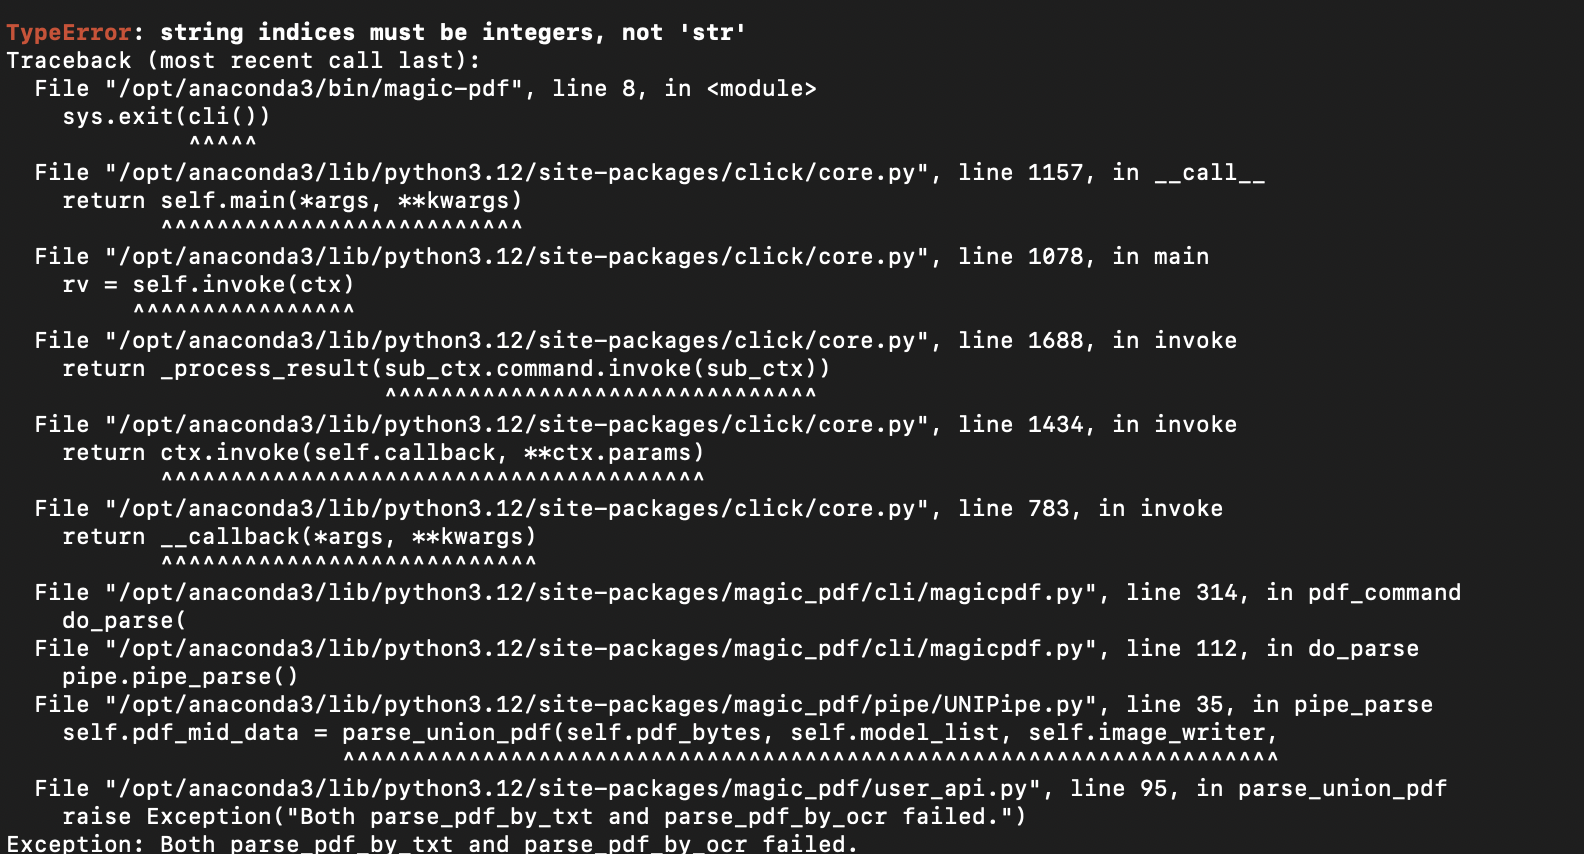 TypeError: string indices must be integers, not 'str'
Traceback (most recent call last):
  File "/opt/anaconda3/bin/magic-pdf", line 8, in <module>
    sys.exit(cli())
             ^^^^^
  File "/opt/anaconda3/lib/python3.12/site-packages/click/core.py", line 1157, in __call__
    return self.main(*args, **kwargs)
           ^^^^^^^^^^^^^^^^^^^^^^^^^^
  File "/opt/anaconda3/lib/python3.12/site-packages/click/core.py", line 1078, in main
    rv = self.invoke(ctx)
         ^^^^^^^^^^^^^^^^
  File "/opt/anaconda3/lib/python3.12/site-packages/click/core.py", line 1688, in invoke
    return _process_result(sub_ctx.command.invoke(sub_ctx))
                           ^^^^^^^^^^^^^^^^^^^^^^^^^^^^^^^
  File "/opt/anaconda3/lib/python3.12/site-packages/click/core.py", line 1434, in invoke
    return ctx.invoke(self.callback, **ctx.params)
           ^^^^^^^^^^^^^^^^^^^^^^^^^^^^^^^^^^^^^^^
  File "/opt/anaconda3/lib/python3.12/site-packages/click/core.py", line 783, in invoke
    return __callback(*args, **kwargs)
           ^^^^^^^^^^^^^^^^^^^^^^^^^^^
  File "/opt/anaconda3/lib/python3.12/site-packages/magic_pdf/cli/magicpdf.py", line 314, in pdf_command
    do_parse(
  File "/opt/anaconda3/lib/python3.12/site-packages/magic_pdf/cli/magicpdf.py", line 112, in do_parse
    pipe.pipe_parse()
  File "/opt/anaconda3/lib/python3.12/site-packages/magic_pdf/pipe/UNIPipe.py", line 35, in pipe_parse
    self.pdf_mid_data = parse_union_pdf(self.pdf_bytes, self.model_list, self.image_writer,
                        ^^^^^^^^^^^^^^^^^^^^^^^^^^^^^^^^^^^^^^^^^^^^^^^^^^^^^^^^^^^^^^^^^^^
  File "/opt/anaconda3/lib/python3.12/site-packages/magic_pdf/user_api.py", line 95, in parse_union_pdf
    raise Exception("Both parse_pdf_by_txt and parse_pdf_by_ocr failed.")
Exception: Both parse_pdf_by_txt and parse_pdf_by_ocr failed.